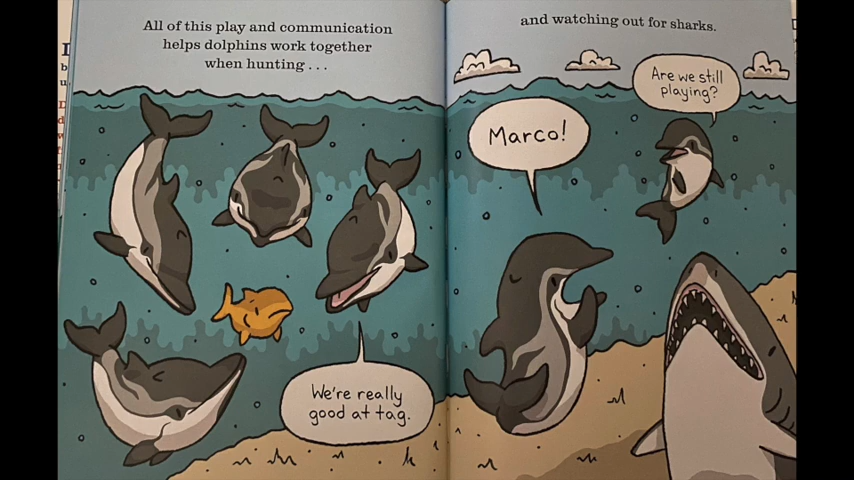 All of this play and communication
helps dolphins work together
when hunting . . .
We're really
good at tag.
and watching out for sharks.
Are we still
playing?
Marco!